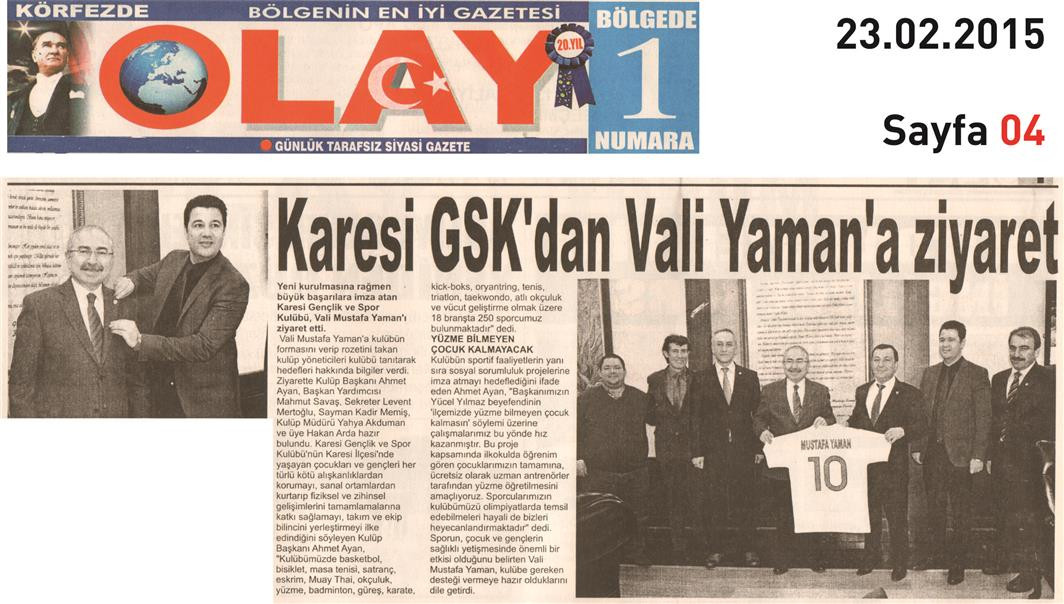 KÖRFEZDE
BÖLGENİN EN İYİ GAZETESİ
OLAY
20.YIL
BÖLGEDE
1
NUMARA
GÜNLÜK TARAFSIZ SİYASİ GAZETE
23.02.2015
Sayfa 04
Karesi GSK'dan Vali Yaman'a ziyaret
Yeni kurulmasına rağmen
büyük başarılara imza atan
Karesi Gençlik ve Spor
Kulübü, Vali Mustafa Yaman'ı
ziyaret etti.
Vali Mustafa Yaman'a kulübün
formasını verip rozetini takan
kulüp yöneticileri kulübü tanıtarak
hedefleri hakkında bilgiler verdi.
Ziyarette Kulüp Başkanı Ahmet
Ayan, Başkan Yardımcısı
Mahmut Savaş, Sekreter Levent
Mertoğlu, Sayman Kadir Memiş,
Kulüp Müdürü Yahya Akduman
ve üye Hakan Arda hazır
bulundu. Karesi Gençlik ve Spor
Kulübü'nün Karesi İlçesi'nde
yaşayan çocukları ve gençleri her
türlü kötü alışkanlıklardan
korumayı, sanal ortamlardan
kurtarıp fiziksel ve zihinsel
gelişimlerini tamamlamalarına
katkı sağlamayı, takım ve ekip
bilincini yerleştirmeyi ilke
edindiğini söyleyen Kulüp
Başkanı Ahmet Ayan,
"Kulübümüzde basketbol,
bisiklet, masa tenisi, satranç,
eskrim, Muay Thai, okçuluk,
yüzme, badminton, güreş, karate,
kick-boks, oryantring, tenis,
triatlon, taekwondo, atlı okçuluk
ve vücut geliştirme olmak üzere
18 branşta 250 sporcumuz
bulunmaktadır" dedi.
YÜZME BİLMEYEN
ÇOCUK KALMAYACAK
Kulübün sportif faaliyetlerin yanı
sıra sosyal sorumluluk projelerine
imza atmayı hedeflediğini ifade
eden Ahmet Ayan, "Başkanımızın
Yücel Yılmaz beyefendinin
'ilçemizde yüzme bilmeyen çocuk
kalmasın' söylemi üzerine
çalışmalarımız bu yönde hız
kazanmıştır. Bu proje
kapsamında ilkokulda öğrenim
gören çocuklarımızın tamamına,
ücretsiz olarak uzman antrenörler
tarafından yüzme öğretilmesini
amaçlıyoruz. Sporcularımızın
kulübümüzü olimpiyatlarda temsil
edebilmeleri hayali de bizleri
heyecanlandırmaktadır" dedi.
Sporun, çocuk ve gençlerin
sağlıklı yetişmesinde önemli bir
etkisi olduğunu belirten Vali
Mustafa Yaman, kulübe gereken
desteği vermeye hazır olduklarını
dile getirdi.
MUSTAFA YAMAN
10